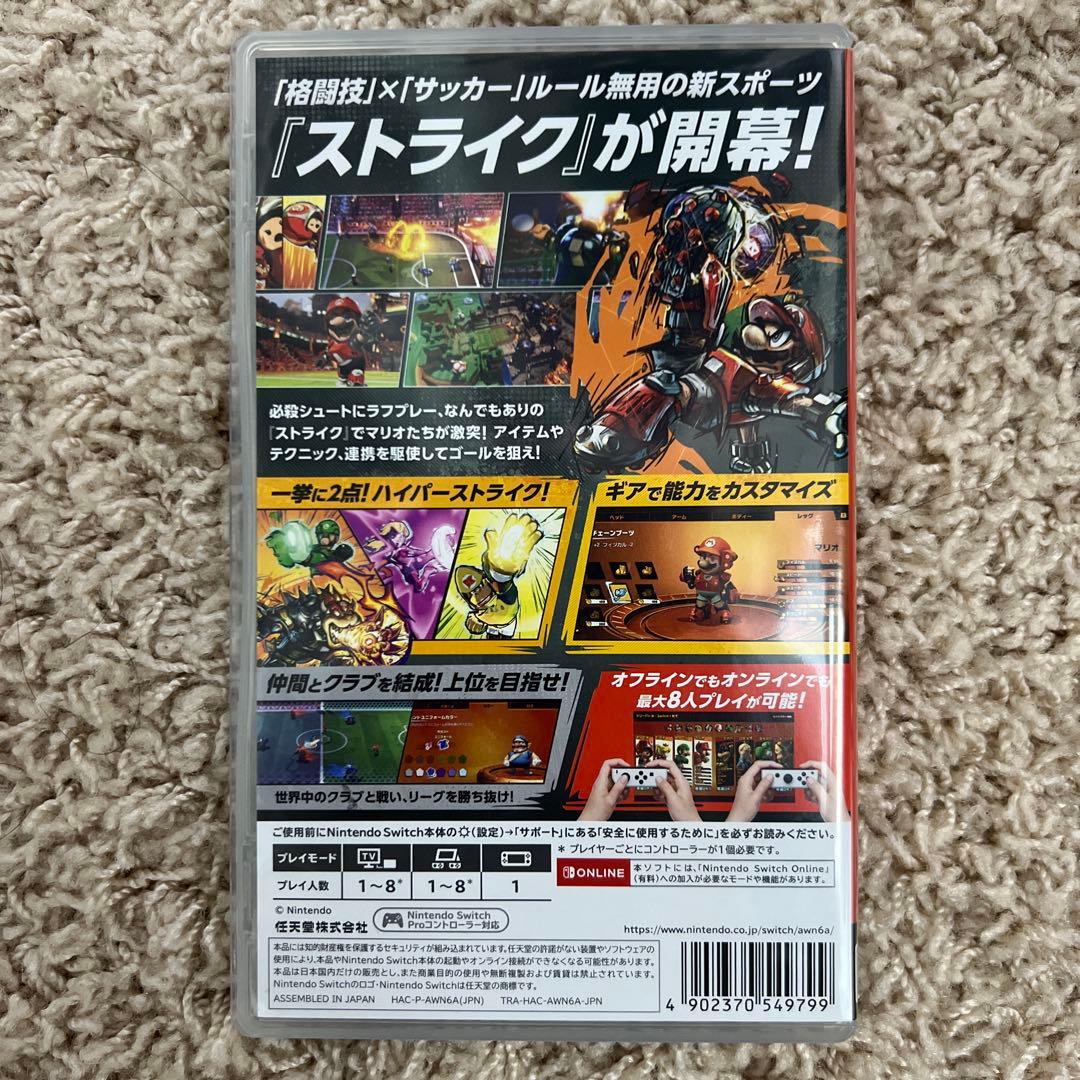 「格闘技」×「サッカー」ルール無用の新スポーツ
『ストライク』が開幕!
必殺シュートにラフプレー、なんでもありの
『ストライク』でマリオたちが激突! アイテムや
テクニック、連携を駆使してゴールを狙え!
一挙に2点! ハイパーストライク!
ギアで能力をカスタマイズ
ヘッド アーム ボディー レッグ
チェーンブーツ
+2 フィジカル -2
マリオ
仲間とクラブを結成! 上位を目指せ!
世界中のクラブと戦い、リーグを勝ち抜け!
オフラインでもオンラインでも
最大8人プレイが可能!
ご使用前にNintendo Switch本体の(設定)→「サポート」にある「安全に使用するために」を必ずお読みください。
* プレイヤーごとにコントローラーが1個必要です。
プレイモード TV
プレイ人数 1~8* 1~8* 1
ONLINE
本ソフトには、「Nintendo Switch Online」
(有料)への加入が必要なモードや機能があります。
© Nintendo
任天堂株式会社
Nintendo Switch
Proコントローラー対応
https://www.nintendo.co.jp/switch/awn6a/
本品には知的財産権を保護するセキュリティが組み込まれています。任天堂の許諾がない装置やソフトウェアの
使用により、本品やNintendo Switch本体の起動やオンライン接続ができなくなる可能性があります。
本品は日本国内だけの販売とし、また商業目的の使用や無断複製および賃貸は禁止されています。
Nintendo Switchのロゴ・Nintendo Switchは任天堂の商標です。
ASSEMBLED IN JAPAN HAC-P-AWN6A(JPN) TRA-HAC-AWN6A-JPN
4 902370 549799